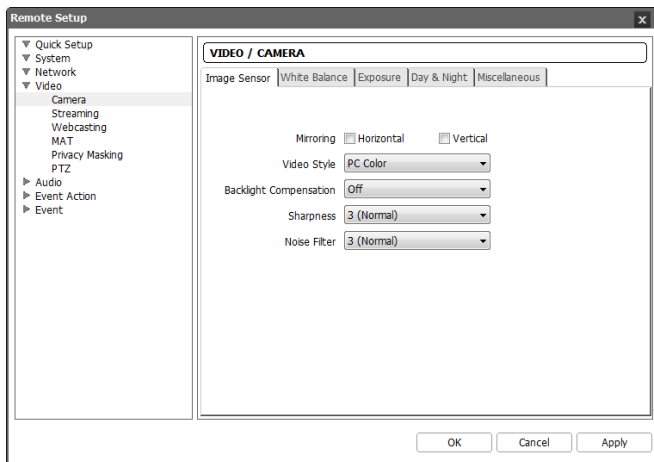 Remote Setup
x
Quick Setup
System
Network
Video
Camera
Streaming
Webcasting
MAT
Privacy Masking
PTZ
Audio
Event Action
Event
VIDEO / CAMERA
Image Sensor White Balance Exposure Day & Night Miscellaneous
Mirroring Horizontal Vertical
Video Style PC Color
Backlight Compensation Off
Sharpness 3 (Normal)
Noise Filter 3 (Normal)
OK Cancel Apply